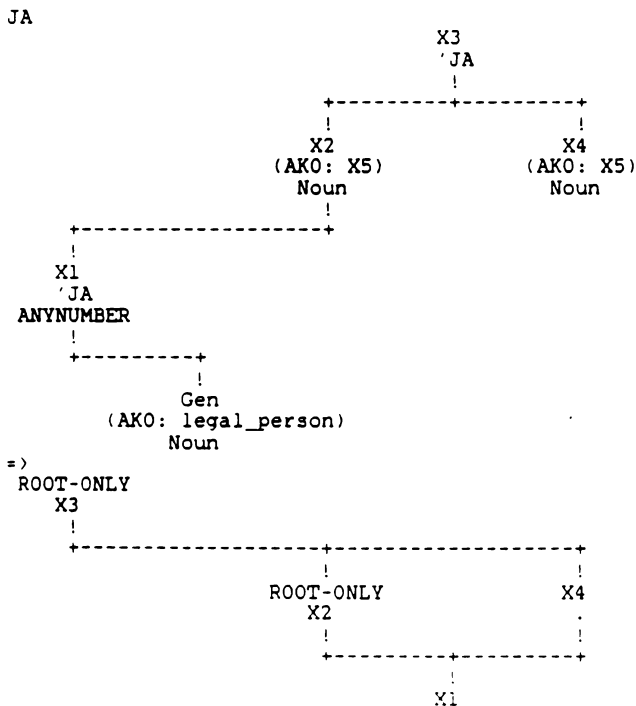 JA
X3
'JA
!
+---------+---------+
! !
X2 X4
(AKO: X5) (AKO: X5)
Noun Noun
!
+--------------------+
!
X1
'JA
ANYNUMBER
!
+---------+
!
Gen
(AKO: legal_person)
Noun
=>
ROOT-ONLY
X3
!
+-------------------+-------------------+
! !
ROOT-ONLY X4
X2 .
! !
+---------+---------+
!
X1